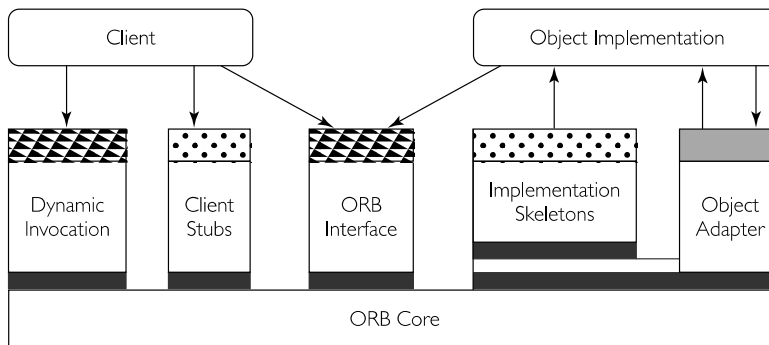 Client
Object Implementation
Dynamic
Invocation
Client
Stubs
ORB
Interface
Implementation
Skeletons
Object
Adapter
ORB Core